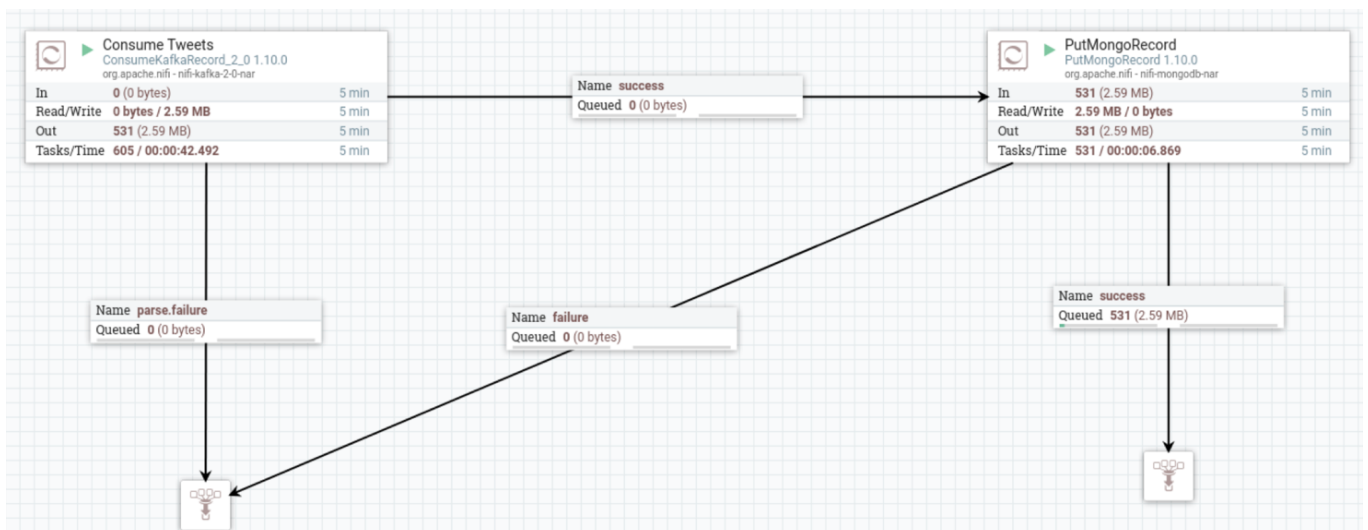 Consume Tweets
ConsumeKafkaRecord_2_0 1.10.0
org.apache.nifi - nifi-kafka-2-0-nar
In 0 (0 bytes) 5 min
Read/Write 0 bytes / 2.59 MB 5 min
Out 531 (2.59 MB) 5 min
Tasks/Time 605 / 00:00:42.492 5 min
Name success
Queued 0 (0 bytes)
PutMongoRecord
PutMongoRecord 1.10.0
org.apache.nifi - nifi-mongodb-nar
In 531 (2.59 MB) 5 min
Read/Write 2.59 MB / 0 bytes 5 min
Out 531 (2.59 MB) 5 min
Tasks/Time 531 / 00:00:06.869 5 min
Name parse.failure
Queued 0 (0 bytes)
Name failure
Queued 0 (0 bytes)
Name success
Queued 531 (2.59 MB)